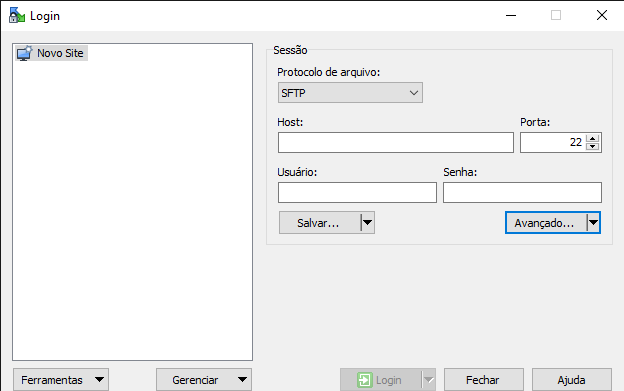 Login
Novo Site
Sessão
Protocolo de arquivo:
SFTP
Host:
Porta:
22
Usuário:
Senha:
Salvar...
Avançado...
Ferramentas
Gerenciar
Login
Fechar
Ajuda